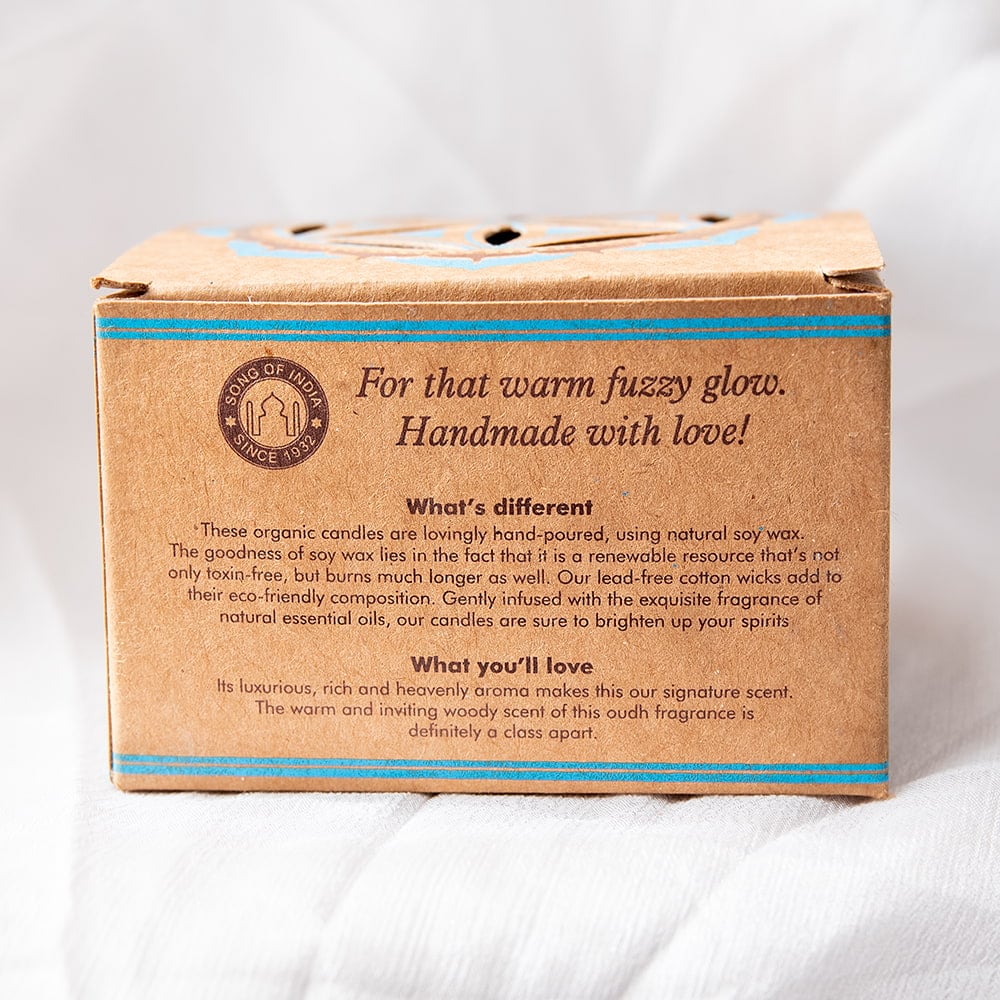 SONG OF INDIA
SINCE 1932
For that warm fuzzy glow.
Handmade with love!
What's different
These organic candles are lovingly hand-poured, using natural soy wax.
The goodness of soy wax lies in the fact that it is a renewable resource that's not
only toxin-free, but burns much longer as well. Our lead-free cotton wicks add to
their eco-friendly composition. Gently infused with the exquisite fragrance of
natural essential oils, our candles are sure to brighten up your spirits
What you'll love
Its luxurious, rich and heavenly aroma makes this our signature scent.
The warm and inviting woody scent of this oudh fragrance is
definitely a class apart.